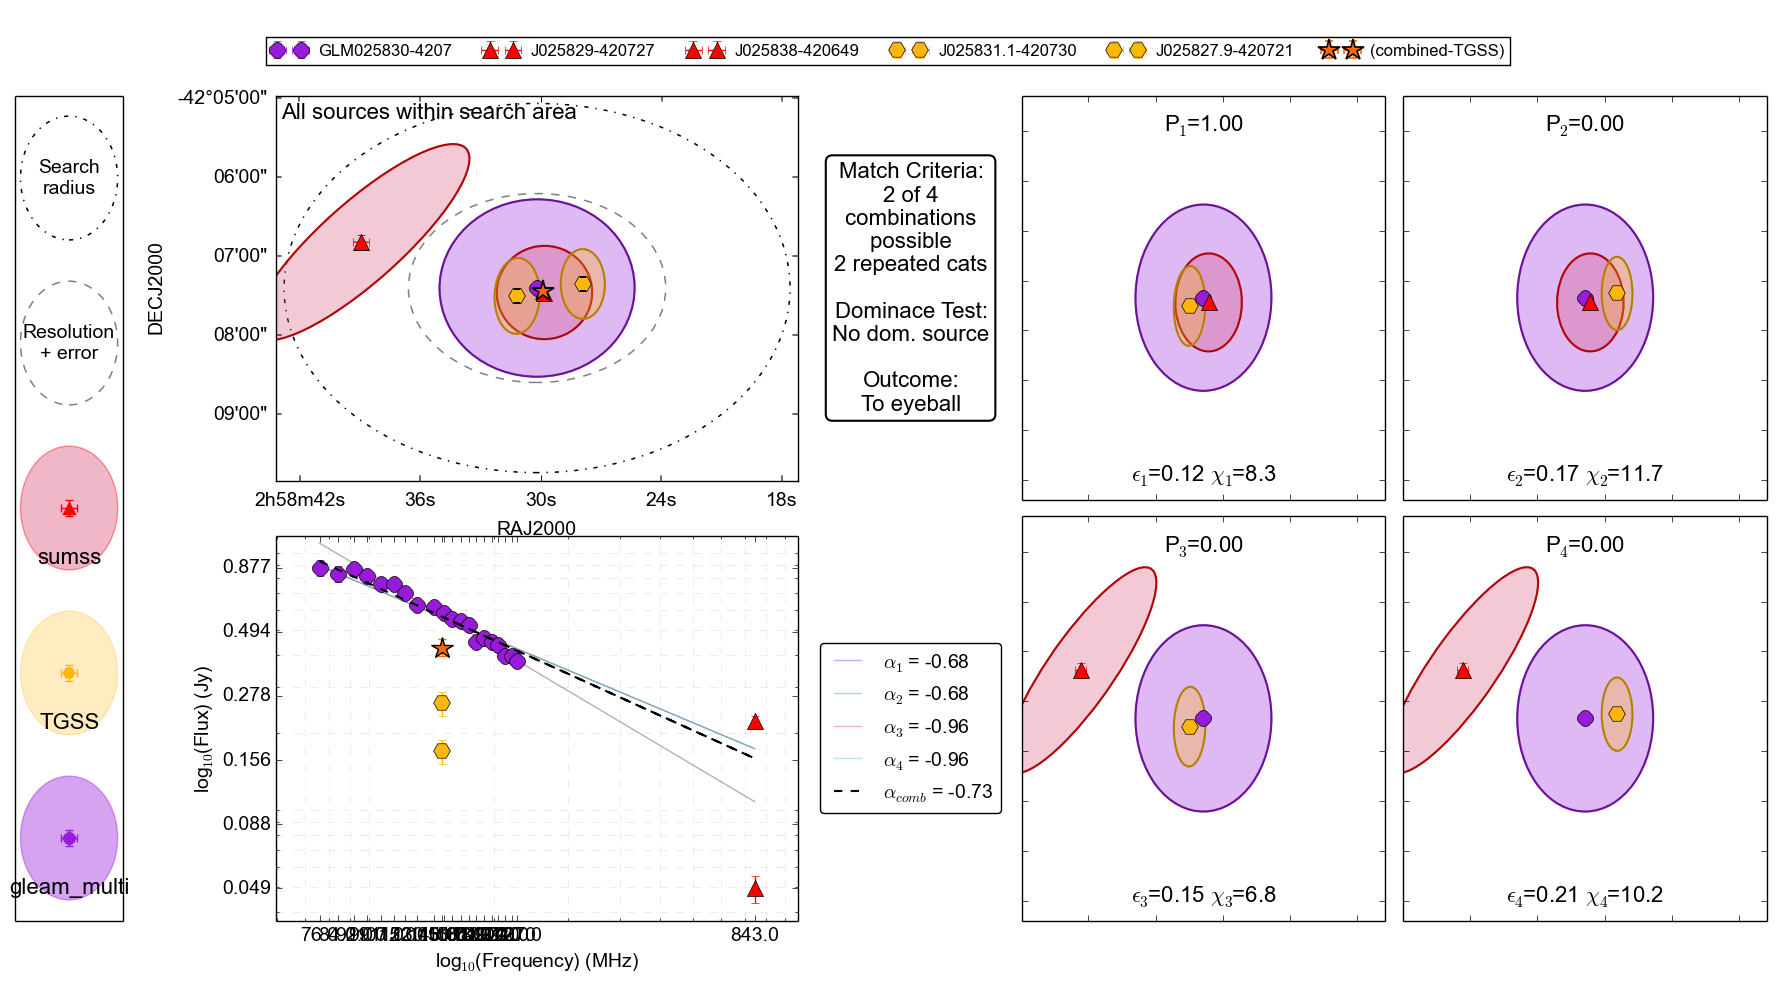 GLM025830-4207 J025829-420727 J025838-420649 J025831.1-420730 J025827.9-420721 (combined-TGSS)
Search
radius
Resolution
+ error
sumss
TGSS
gleam_multi
All sources within search area
DECJ2000
-42°05'00"
06'00"
07'00"
08'00"
09'00"
2h58m42s 36s 30s 24s 18s
RAJ2000
Match Criteria:
2 of 4
combinations
possible
2 repeated cats
Dominace Test:
No dom. source
Outcome:
To eyeball
P1=1.00
ϵ1=0.12 χ1=8.3
P2=0.00
ϵ2=0.17 χ2=11.7
P3=0.00
ϵ3=0.15 χ3=6.8
P4=0.00
ϵ4=0.21 χ4=10.2
log10(Flux) (Jy)
0.877
0.494
0.278
0.156
0.088
0.049
843.0
log10(Frequency) (MHz)
α1 = -0.68
α2 = -0.68
α3 = -0.96
α4 = -0.96
αcomb = -0.73